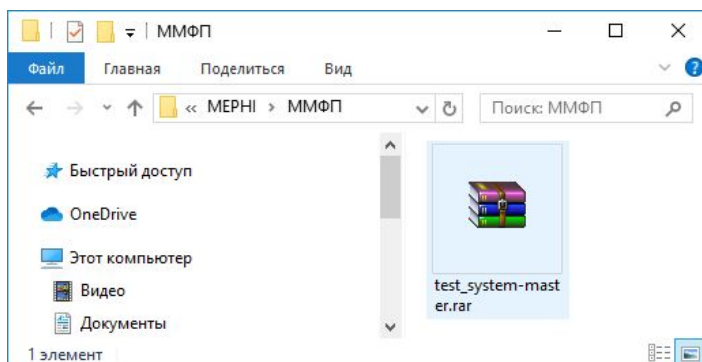 ММФП
Файл Главная Поделиться Вид
« MEPHI › ММФП
Поиск: ММФП
Быстрый доступ
OneDrive
Этот компьютер
Видео
Документы
test_system-mast
er.rar
1 элемент